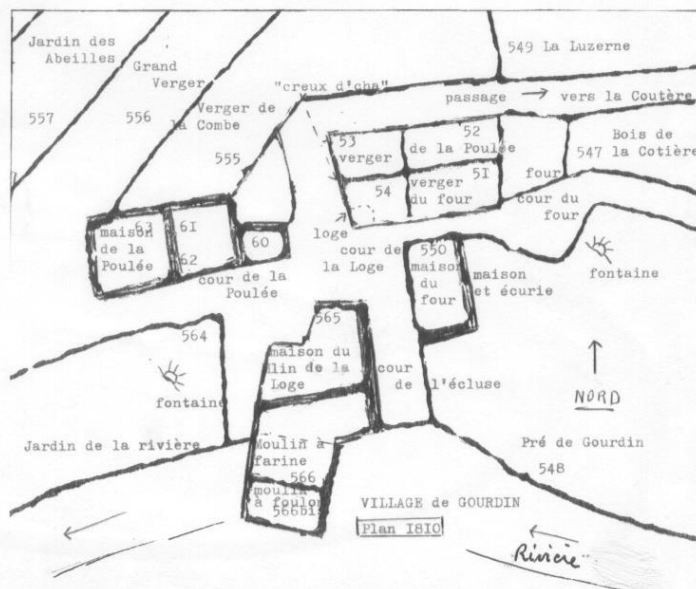 Jardin des
Abeilles
557
Grand
Verger
556
Verger de
la Combe
555
"creux d'cha"
549 La Luzerne
passage → vers la Coutère
53
verger
52
de la Poulée
54
verger
du four
5I
four
cour du
four
Bois de
547
la Cotière
loge
cour de
la Loge
63
maison
de la
Poulée
6I
62
60
cour de la
Poulée
550
maison
du
four
maison
et écurie
fontaine
564
fontaine
Jardin de la rivière
565
maison du
lin de la
Loge
cour
de l'écluse
NORD
Moulin à
farine
566
moulin
à foulon
566bis
Pré de Gourdin
548
VILLAGE de GOURDIN
Plan I8I0
Rivière